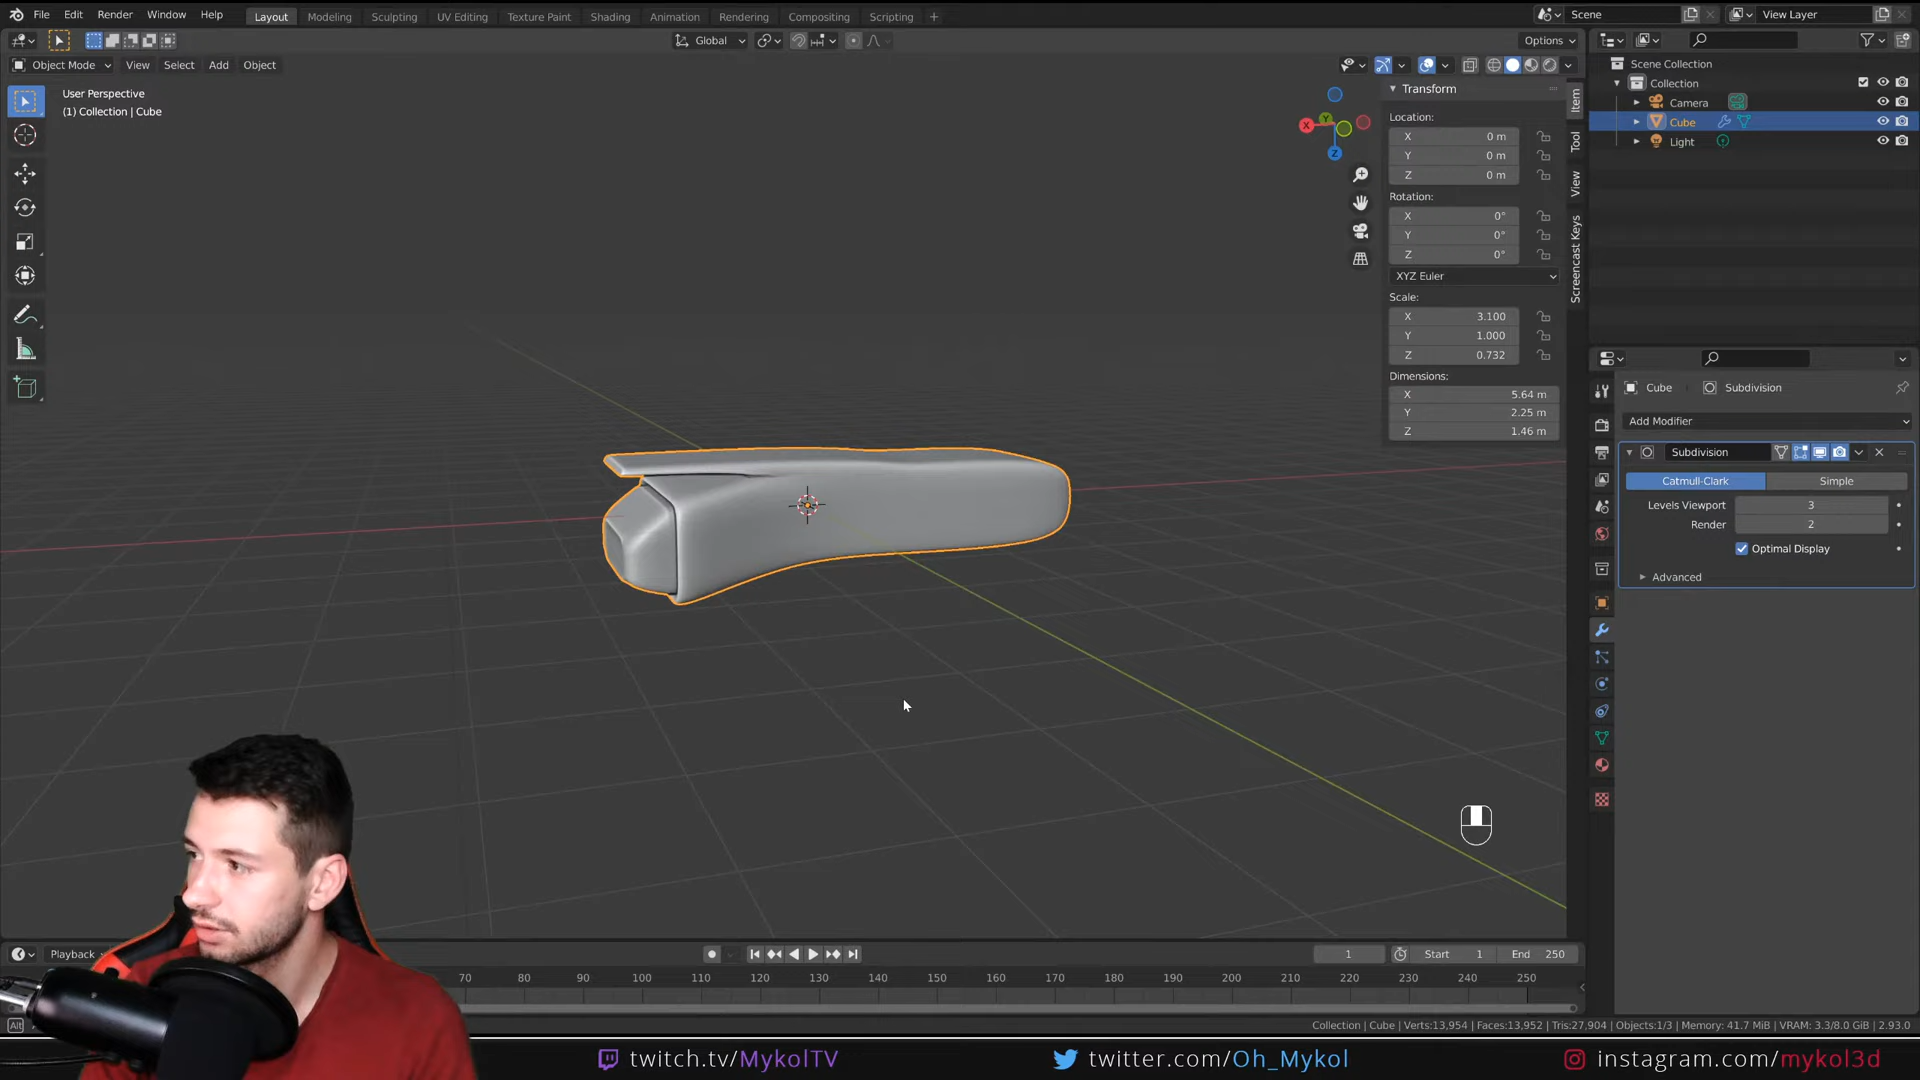 File Edit Render Window Help Layout Modeling Sculpting UV Editing Texture Paint Shading Animation Rendering Compositing Scripting + Scene View Layer
Global Options
Object Mode View Select Add Object
User Perspective
(1) Collection | Cube
X Y Z
Transform
Location:
X 0 m
Y 0 m
Z 0 m
Rotation:
X 0°
Y 0°
Z 0°
XYZ Euler
Scale:
X 3.100
Y 1.000
Z 0.732
Dimensions:
X 5.64 m
Y 2.25 m
Z 1.46 m
Item
Tool
View
Screencast Keys
Scene Collection
Collection
Camera
Cube
Light
Cube Subdivision
Add Modifier
Subdivision
Catmull-Clark Simple
Levels Viewport 3
Render 2
Optimal Display
Advanced
Playback
1 Start 1 End 250
70 80 90 100 110 120 130 140 150 160 170 180 190 200 210 220 230 240 250
Alt
Collection | Cube | Verts:13,954 | Faces:13,952 | Tris:27,904 | Objects:1/3 | Memory: 41.7 MiB | VRAM: 3.3/8.0 GiB | 2.93.0
twitch.tv/MykolTV twitter.com/Oh_Mykol instagram.com/mykol3d